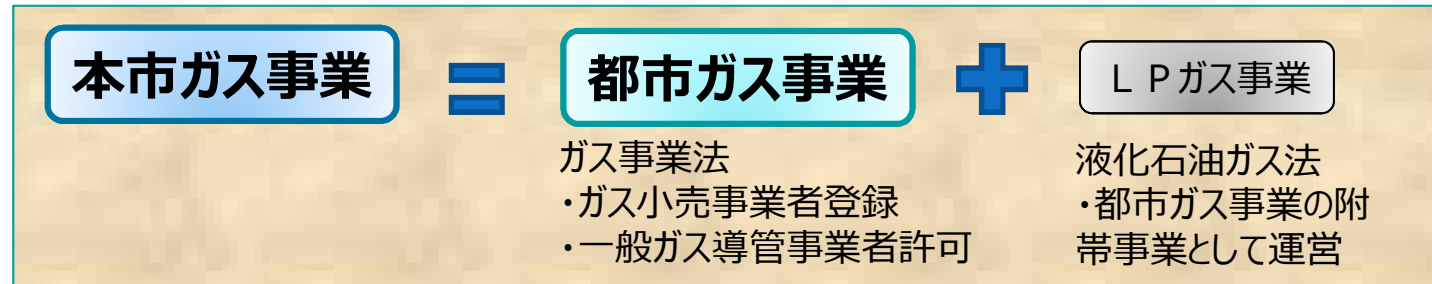 本市ガス事業 = 都市ガス事業 + ＬＰガス事業
ガス事業法
・ガス小売事業者登録
・一般ガス導管事業者許可
液化石油ガス法
・都市ガス事業の附
帯事業として運営